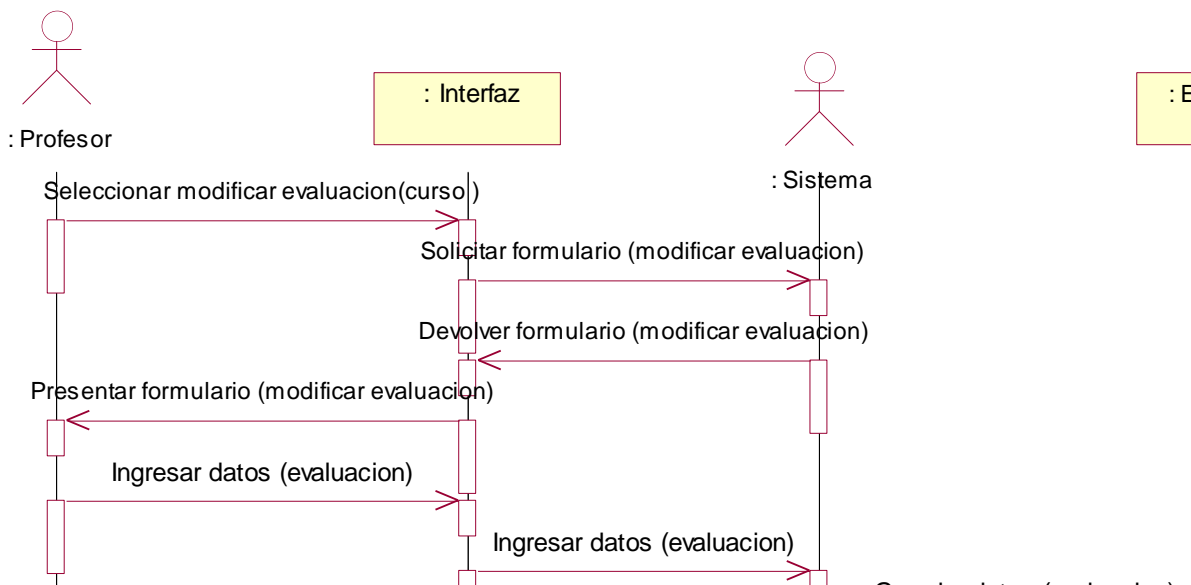 : Interfaz
: E
: Profesor
: Sistema
Seleccionar modificar evaluacion(curso )
Solicitar formulario (modificar evaluacion)
Devolver formulario (modificar evaluacion)
Presentar formulario (modificar evaluacion)
Ingresar datos (evaluacion)
Ingresar datos (evaluacion)